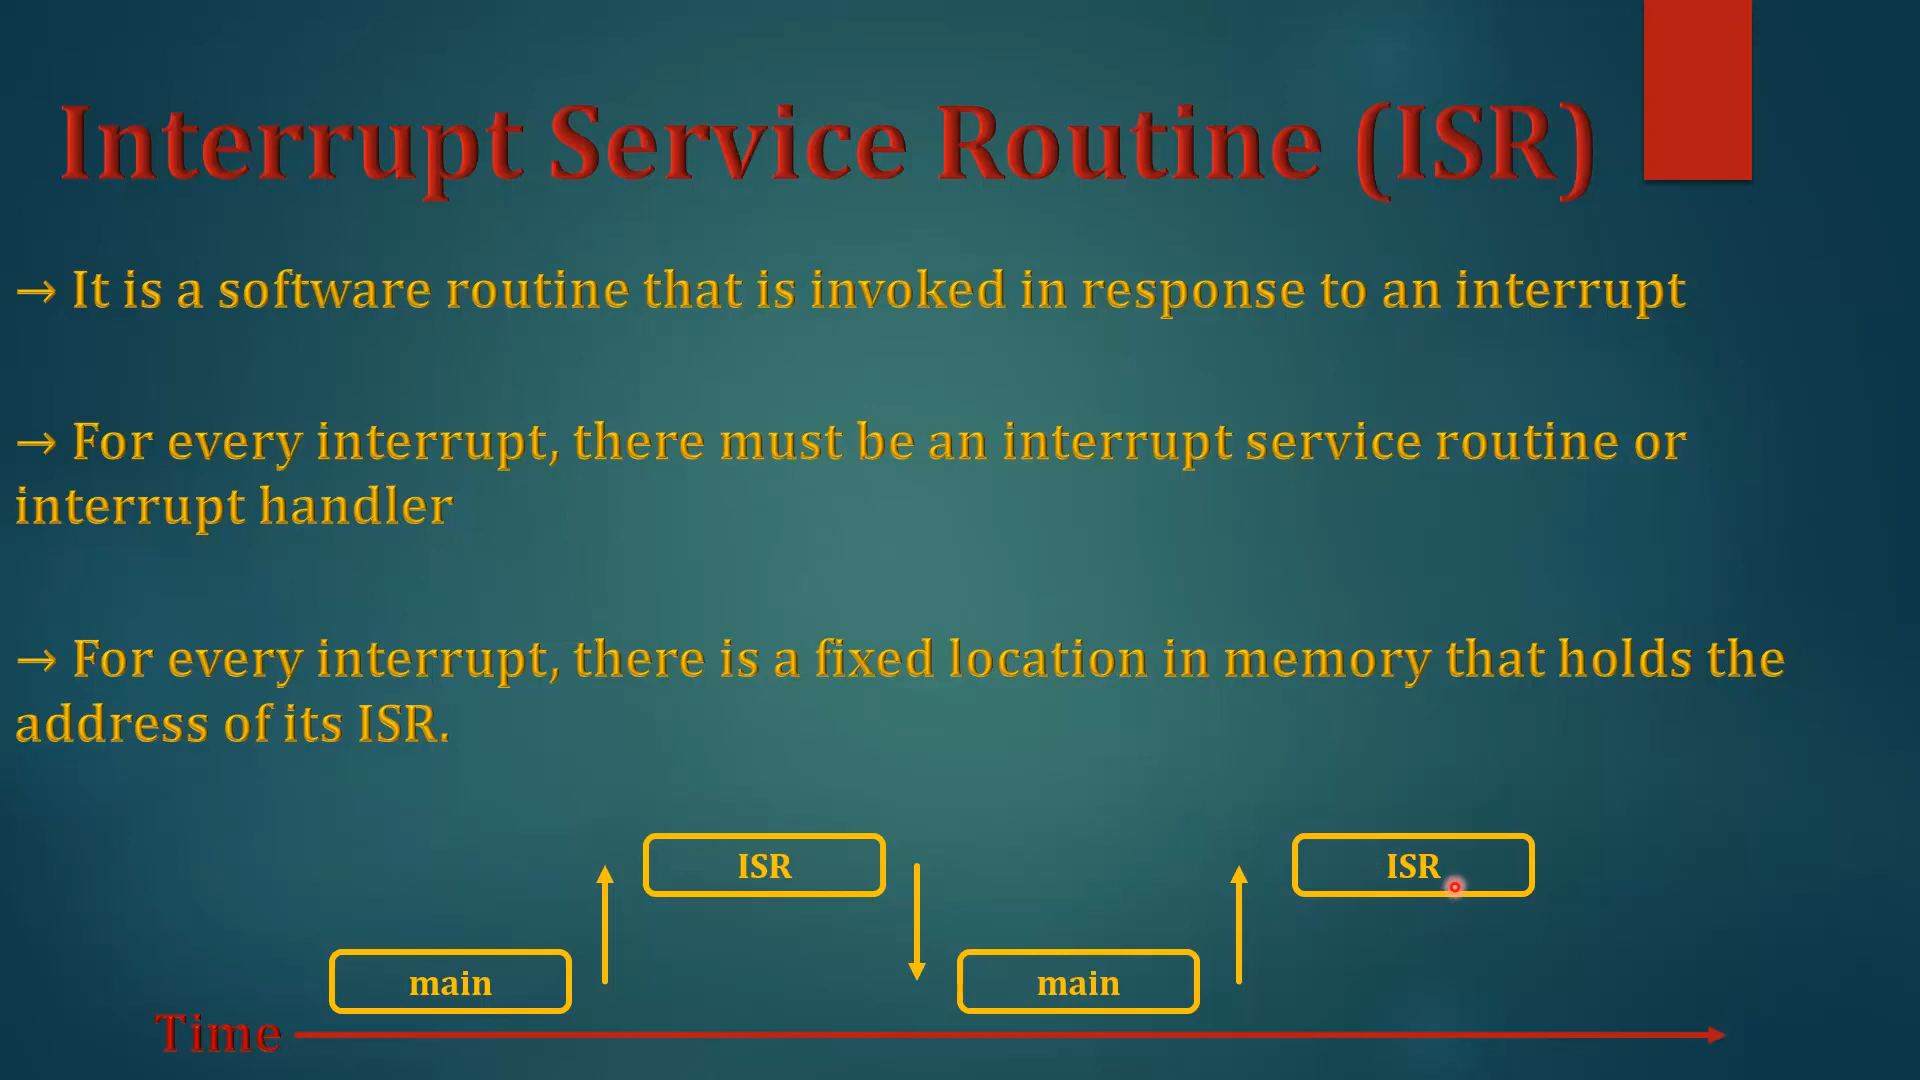 Interrupt Service Routine (ISR)
→ It is a software routine that is invoked in response to an interrupt
→ For every interrupt, there must be an interrupt service routine or
interrupt handler
→ For every interrupt, there is a fixed location in memory that holds the
address of its ISR.
ISR
ISR
main
main
Time